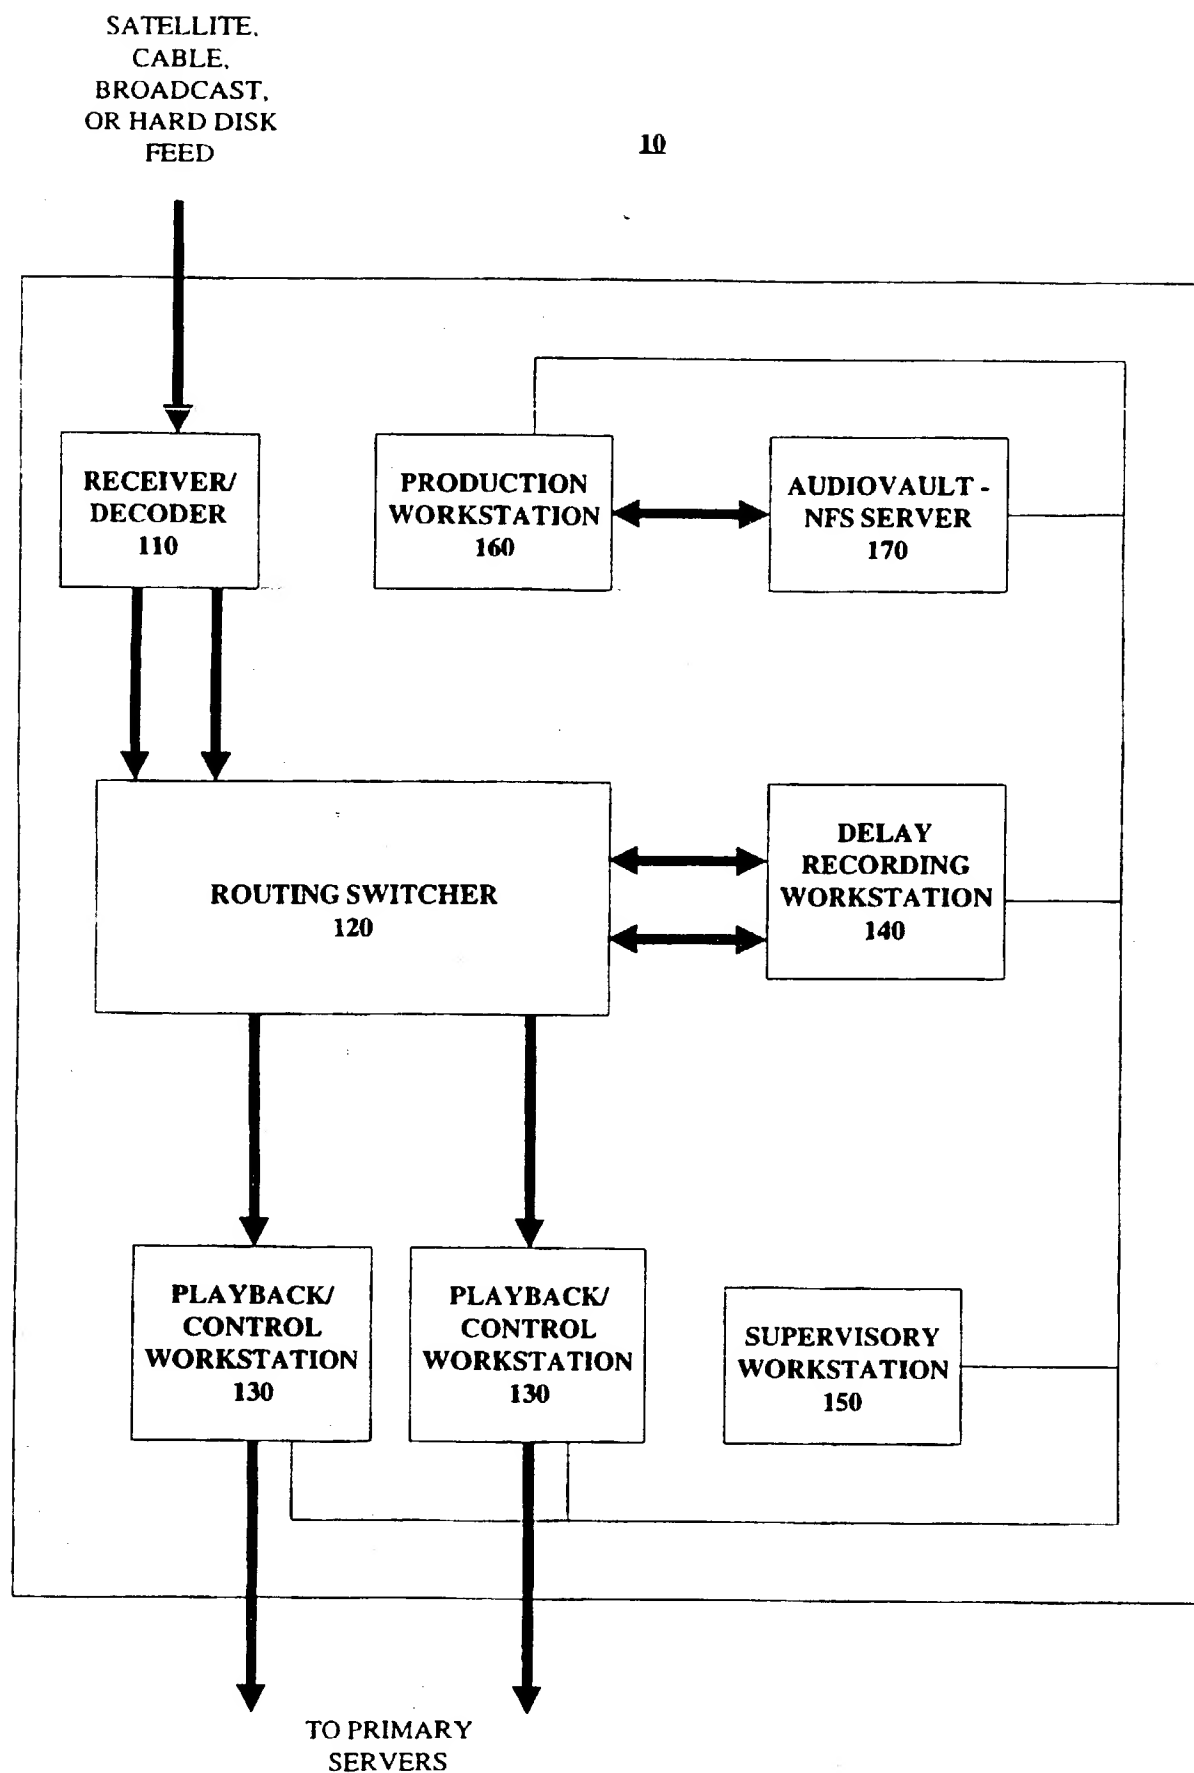 SATELLITE,
CABLE,
BROADCAST,
OR HARD DISK
FEED
10
RECEIVER/
DECODER
110
PRODUCTION
WORKSTATION
160
AUDIOVAULT -
NFS SERVER
170
ROUTING SWITCHER
120
DELAY
RECORDING
WORKSTATION
140
PLAYBACK/
CONTROL
WORKSTATION
130
PLAYBACK/
CONTROL
WORKSTATION
130
SUPERVISORY
WORKSTATION
150
TO PRIMARY
SERVERS